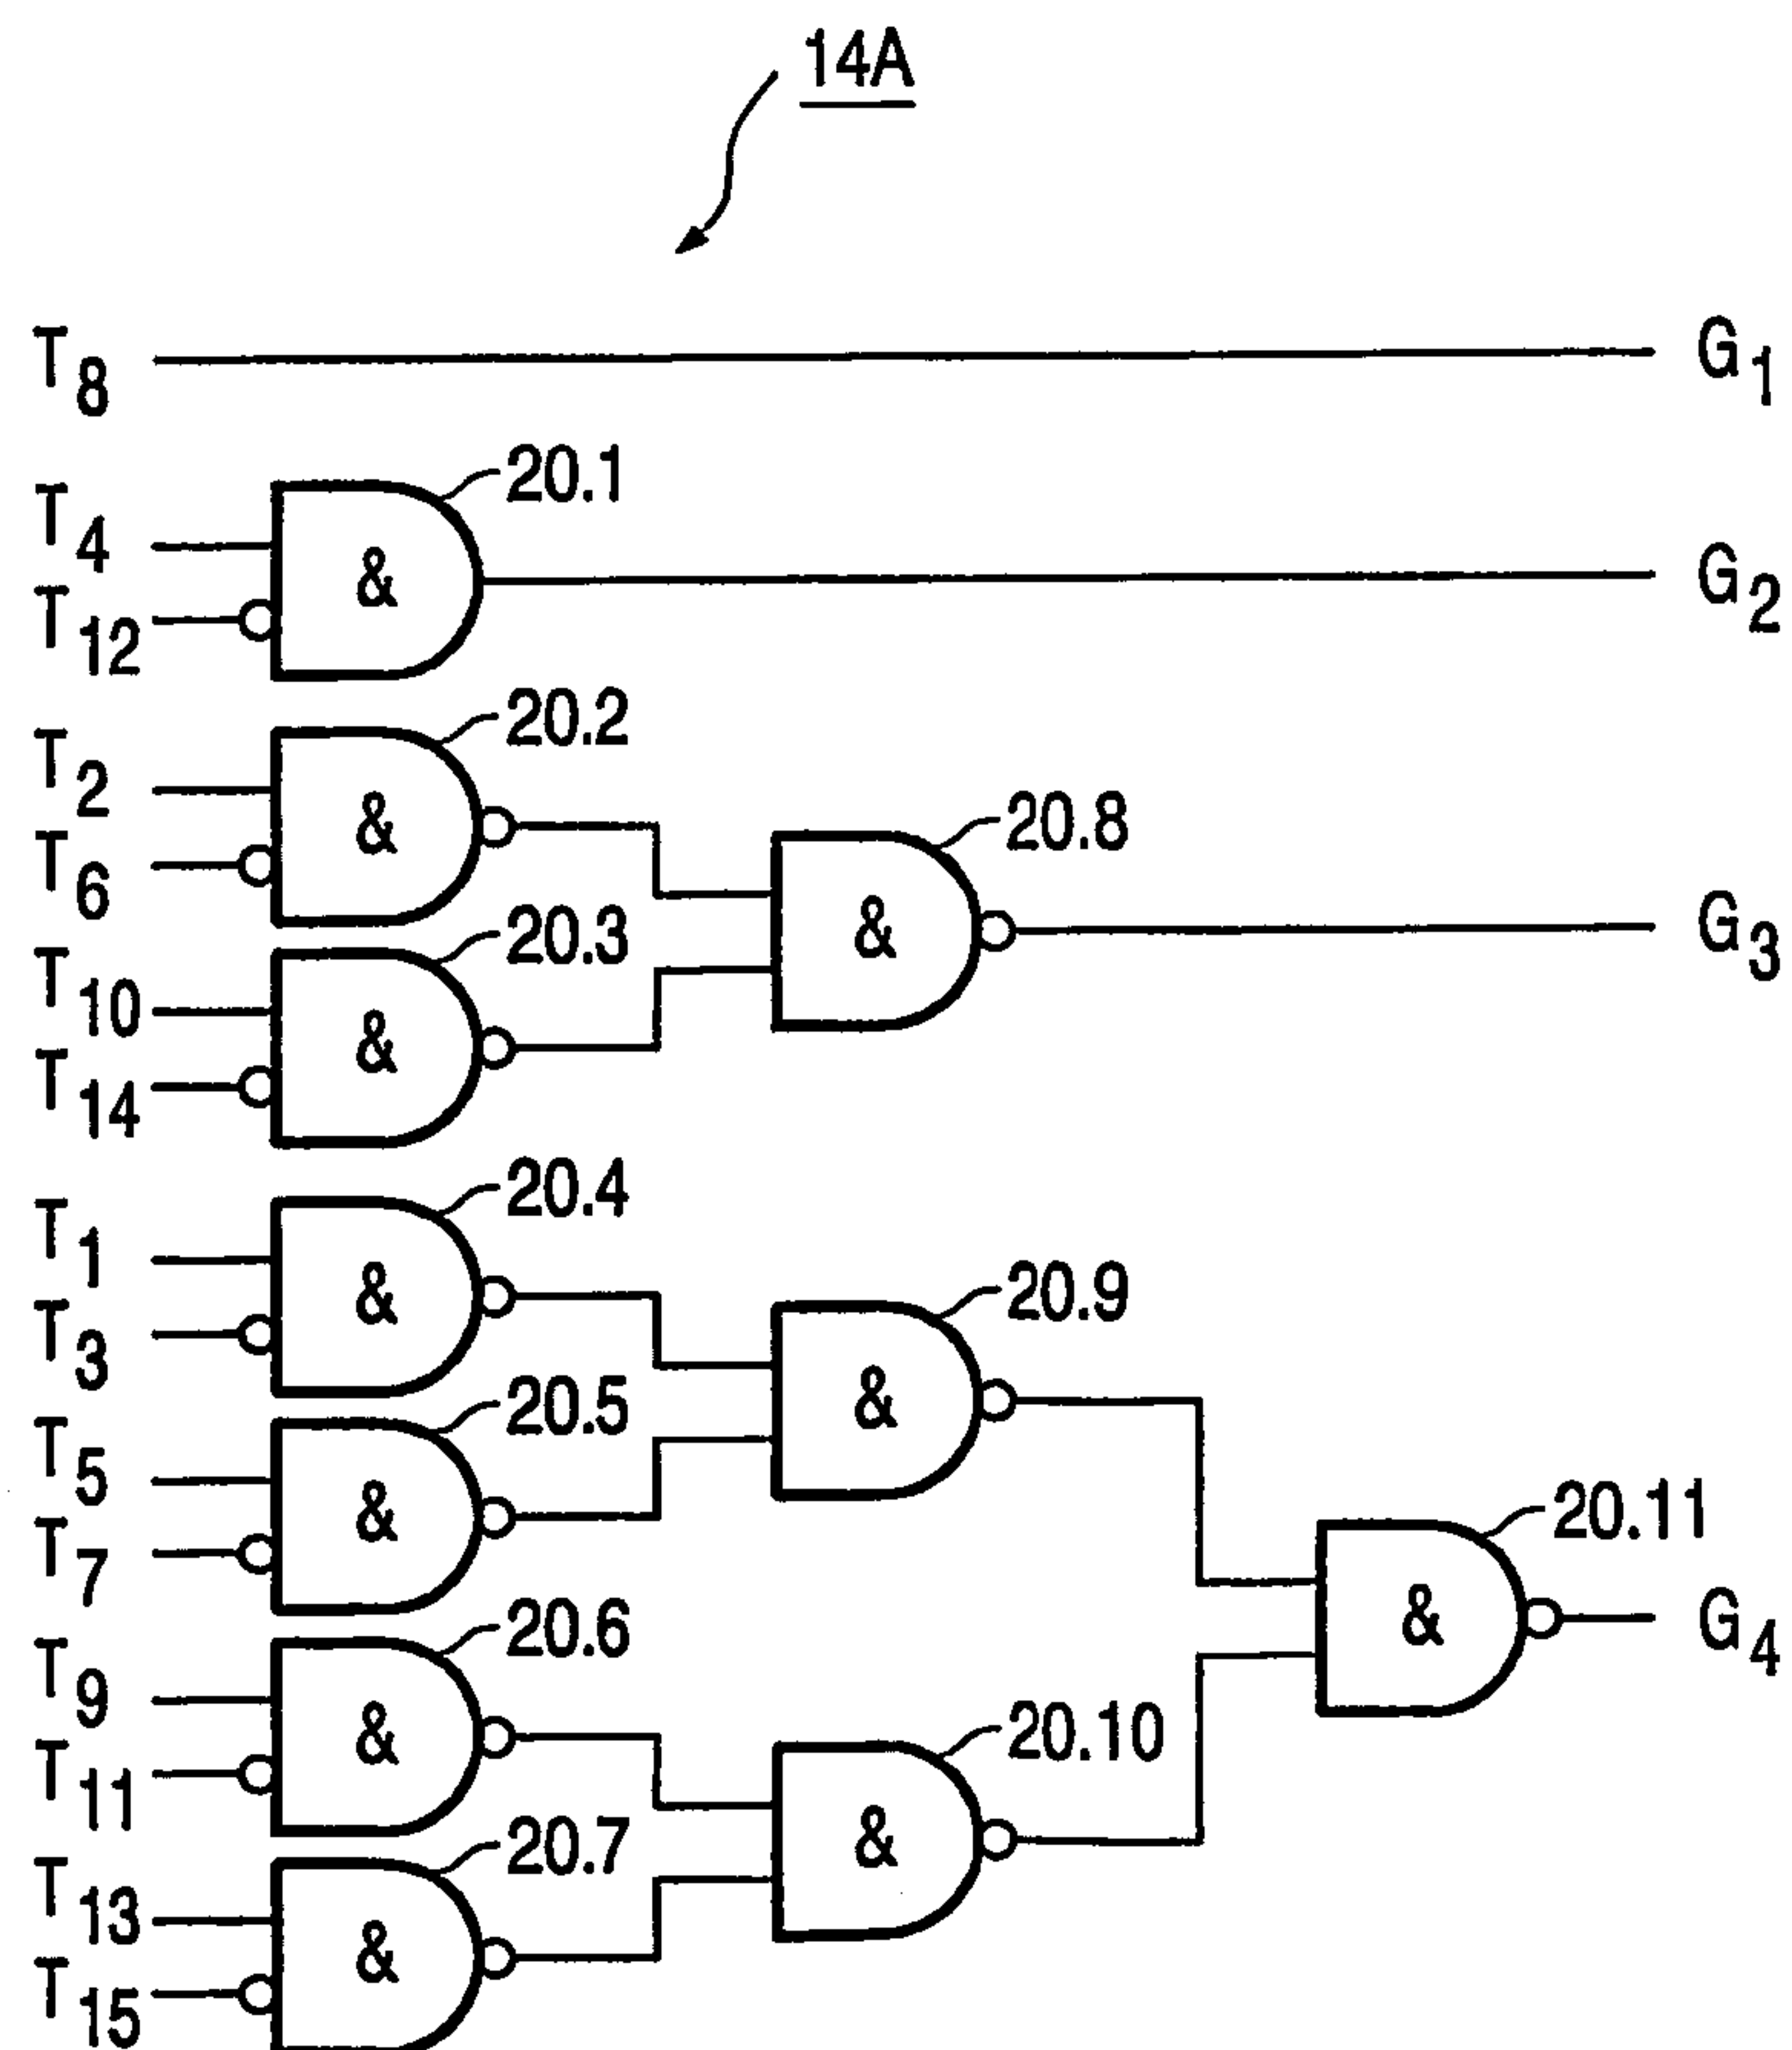 14A
T8 G1
T4 20.1
& G2
T12
T2 20.2
&
T6
20.8
& G3
T10 20.3
&
T14
T1 20.4
&
T3
20.9
&
T5 20.5
&
T7
20.11
& G4
T9 20.6
&
T11
20.10
&
T13 20.7
&
T15